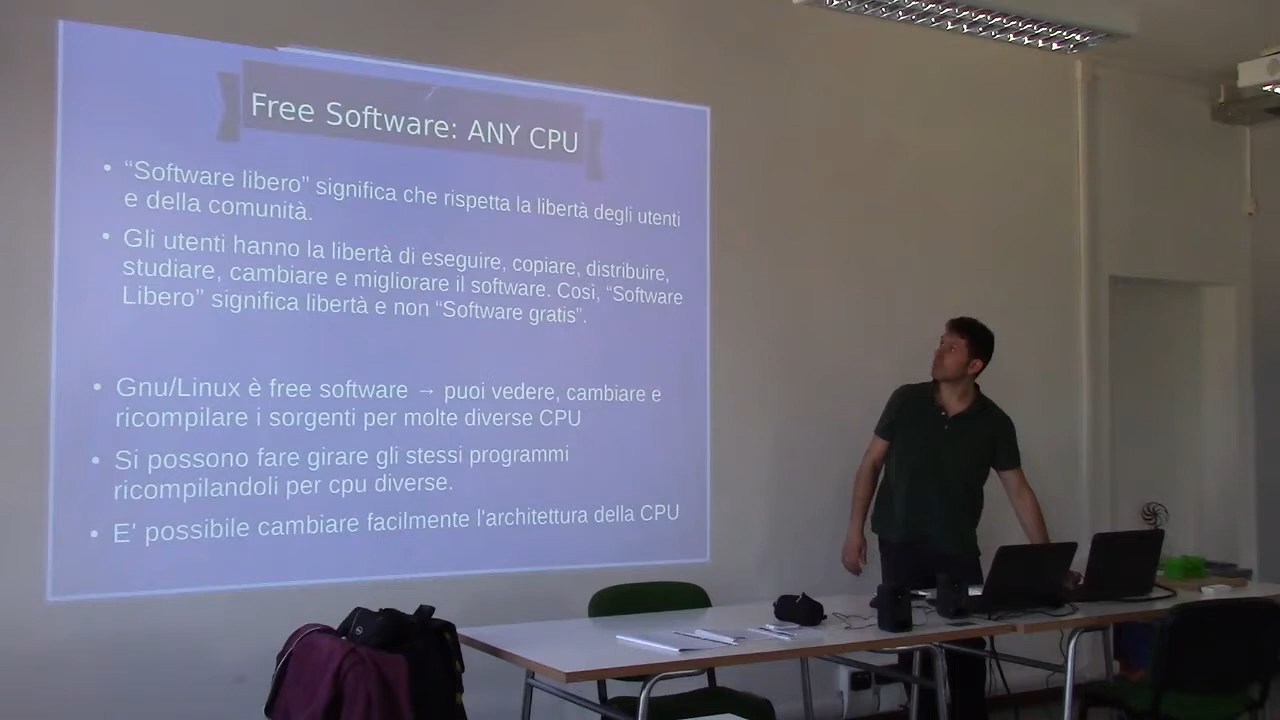 Free Software: ANY CPU
• “Software libero” significa che rispetta la libertà degli utenti
e della comunità.
• Gli utenti hanno la libertà di eseguire, copiare, distribuire,
studiare, cambiare e migliorare il software. Così, “Software
Libero” significa libertà e non “Software gratis”.
• Gnu/Linux è free software → puoi vedere, cambiare e
ricompilare i sorgenti per molte diverse CPU
• Si possono fare girare gli stessi programmi
ricompilandoli per cpu diverse.
• E' possibile cambiare facilmente l'architettura della CPU